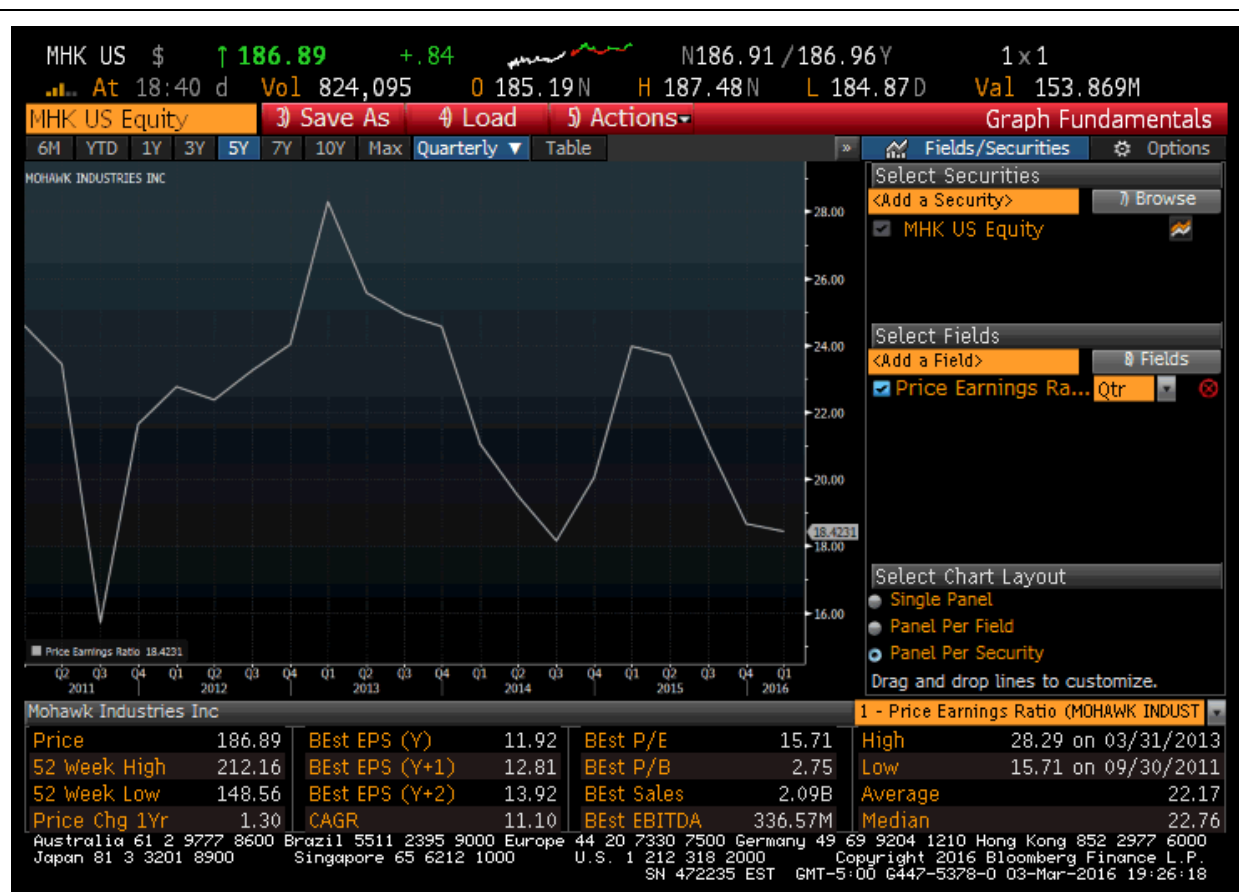 MHK US $ ↑ 186.89 +.84 N186.91/186.96Y 1x1
At 18:40 d Vol 824,095 O 185.19N H 187.48N L 184.87D Val 153.869M
MHK US Equity 3) Save As 4) Load 5) Actions Graph Fundamentals
6M YTD 1Y 3Y 5Y 7Y 10Y Max Quarterly ▼ Table » Fields/Securities Options
MOHAWK INDUSTRIES INC
Select Securities
<Add a Security> 7) Browse
MHK US Equity
Select Fields
<Add a Field> 8) Fields
Price Earnings Ra... Qtr
28.00
26.00
24.00
22.00
20.00
18.4231
18.00
16.00
Select Chart Layout
Single Panel
Panel Per Field
Panel Per Security
Drag and drop lines to customize.
Price Earnings Ratio 18.4231
Q2 Q3 Q4 Q1 Q2 Q3 Q4 Q1 Q2 Q3 Q4 Q1 Q2 Q3 Q4 Q1 Q2 Q3 Q4 Q1
2011 2012 2013 2014 2015 2016
Mohawk Industries Inc 1 - Price Earnings Ratio (MOHAWK INDUST
Price 186.89 BEst EPS (Y) 11.92 BEst P/E 15.71 High 28.29 on 03/31/2013
52 Week High 212.16 BEst EPS (Y+1) 12.81 BEst P/B 2.75 Low 15.71 on 09/30/2011
52 Week Low 148.56 BEst EPS (Y+2) 13.92 BEst Sales 2.09B Average 22.17
Price Chg 1Yr 1.30 CAGR 11.10 BEst EBITDA 336.57M Median 22.76
Australia 61 2 9777 8600 Brazil 5511 2395 9000 Europe 44 20 7330 7500 Germany 49 69 9204 1210 Hong Kong 852 2977 6000
Japan 81 3 3201 8900 Singapore 65 6212 1000 U.S. 1 212 318 2000 Copyright 2016 Bloomberg Finance L.P.
SN 472235 EST GMT-5:00 G447-5378-0 03-Mar-2016 19:26:18